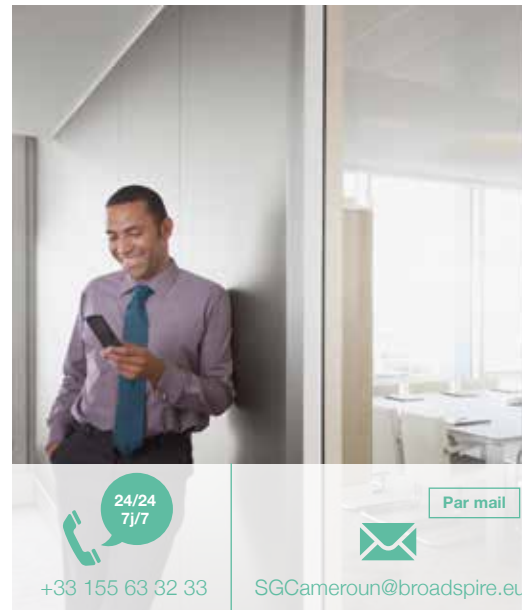 24/24
7j/7
Par mail
+33 155 63 32 33
SGCameroun@broadspire.eu